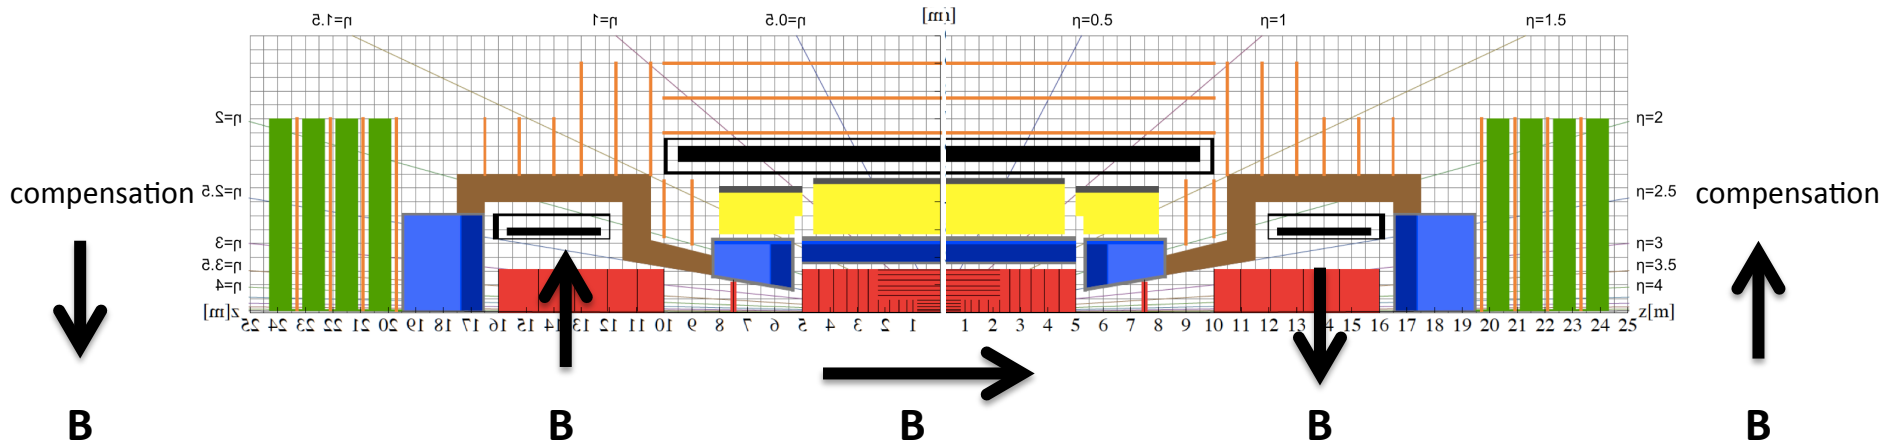 η=1.5 η=1 η=0.5 [m] η=0.5 η=1 η=1.5
η=2 η=2
compensation η=2.5 η=2.5 compensation
η=3 η=3
η=3.5 η=3.5
η=4 η=4
z[m] z[m]
25 24 23 22 21 20 19 18 17 16 15 14 13 12 11 10 9 8 7 6 5 4 3 2 1 1 2 3 4 5 6 7 8 9 10 11 12 13 14 15 16 17 18 19 20 21 22 23 24 25
B B B B B